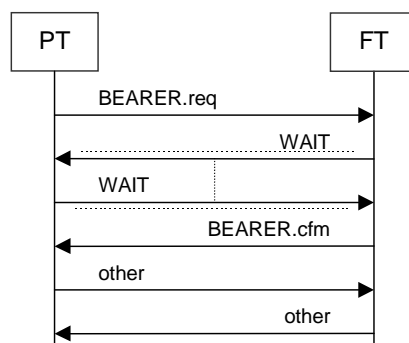 PT
FT
BEARER.req
WAIT
WAIT
BEARER.cfm
other
other